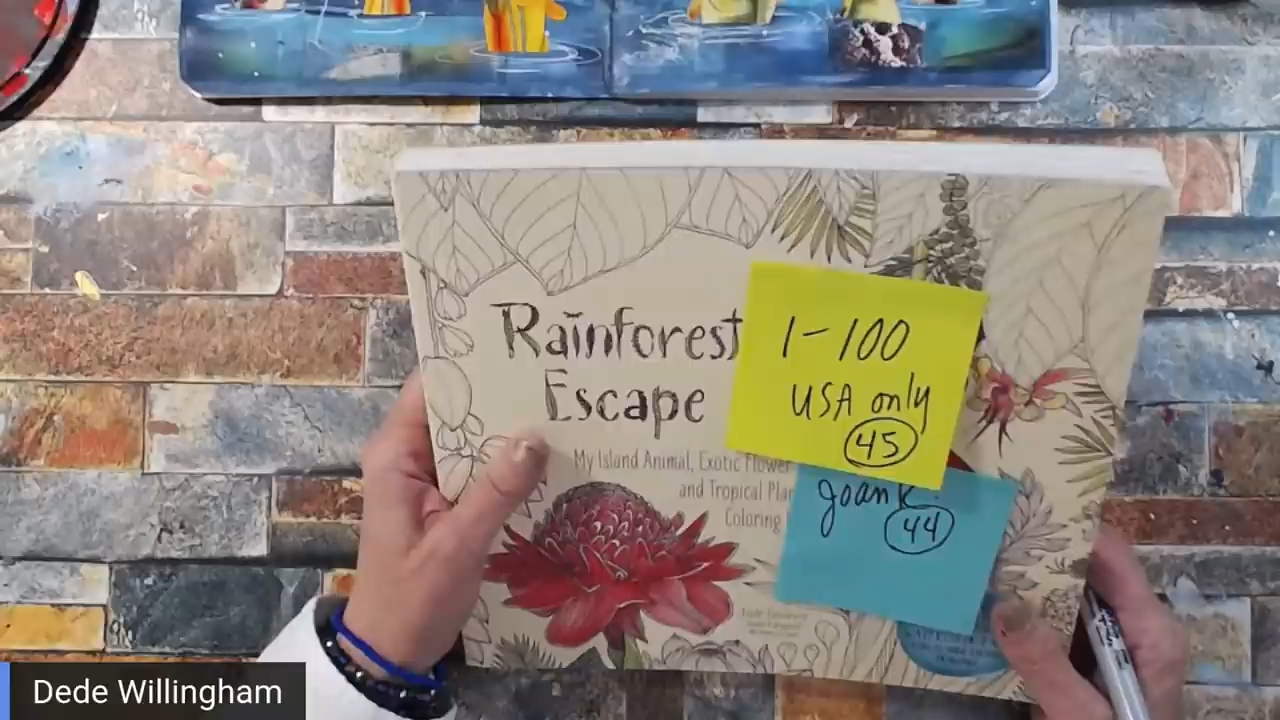 Rainforest
Escape
My Island Animal, Exotic Flower
and Tropical
Coloring
1-100
USA only
45
Joan K.
44
Dede Willingham